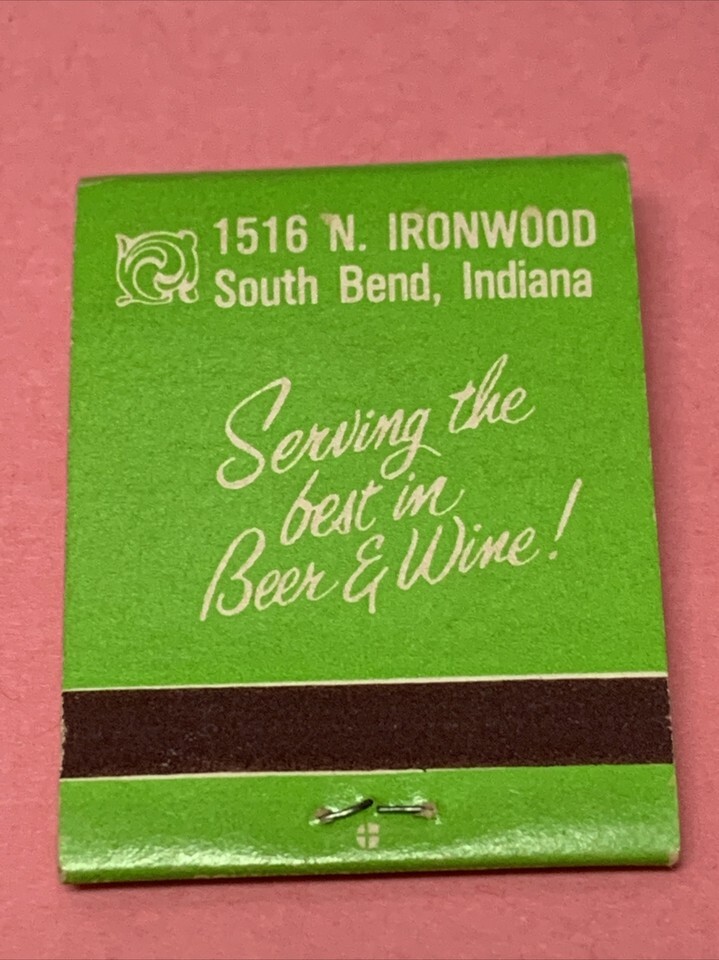 1516 N. IRONWOOD
South Bend, Indiana
Serving the
best in
Beer & Wine!